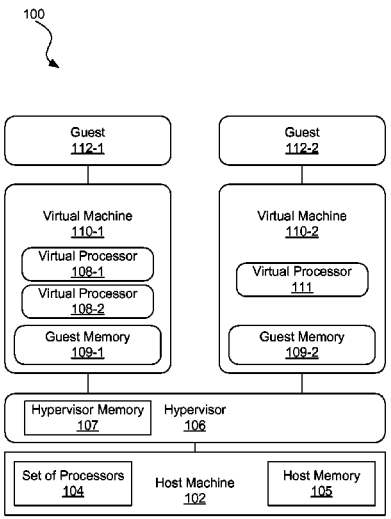 100
Guest
112-1
Guest
112-2
Virtual Machine
110-1
Virtual Processor
108-1
Virtual Processor
108-2
Guest Memory
109-1
Virtual Machine
110-2
Virtual Processor
111
Guest Memory
109-2
Hypervisor Memory
107
Hypervisor
106
Set of Processors
104
Host Machine
102
Host Memory
105